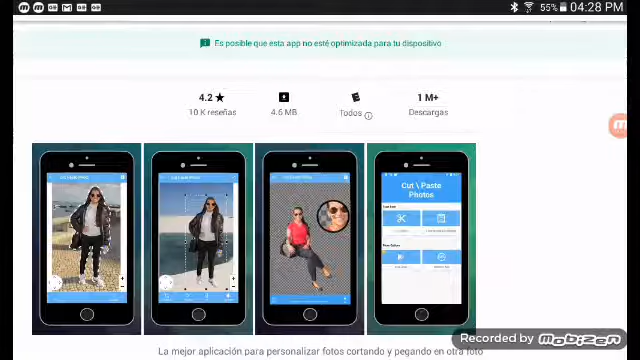 55% 04:28 PM
Es posible que esta app no esté optimizada para tu dispositivo
4.2 ★
10 K reseñas
4.6 MB
Todos
1 M+
Descargas
Cut \ Paste
Photos
Recorded by Mobizen
La mejor aplicación para personalizar fotos cortando y pegando en otra foto